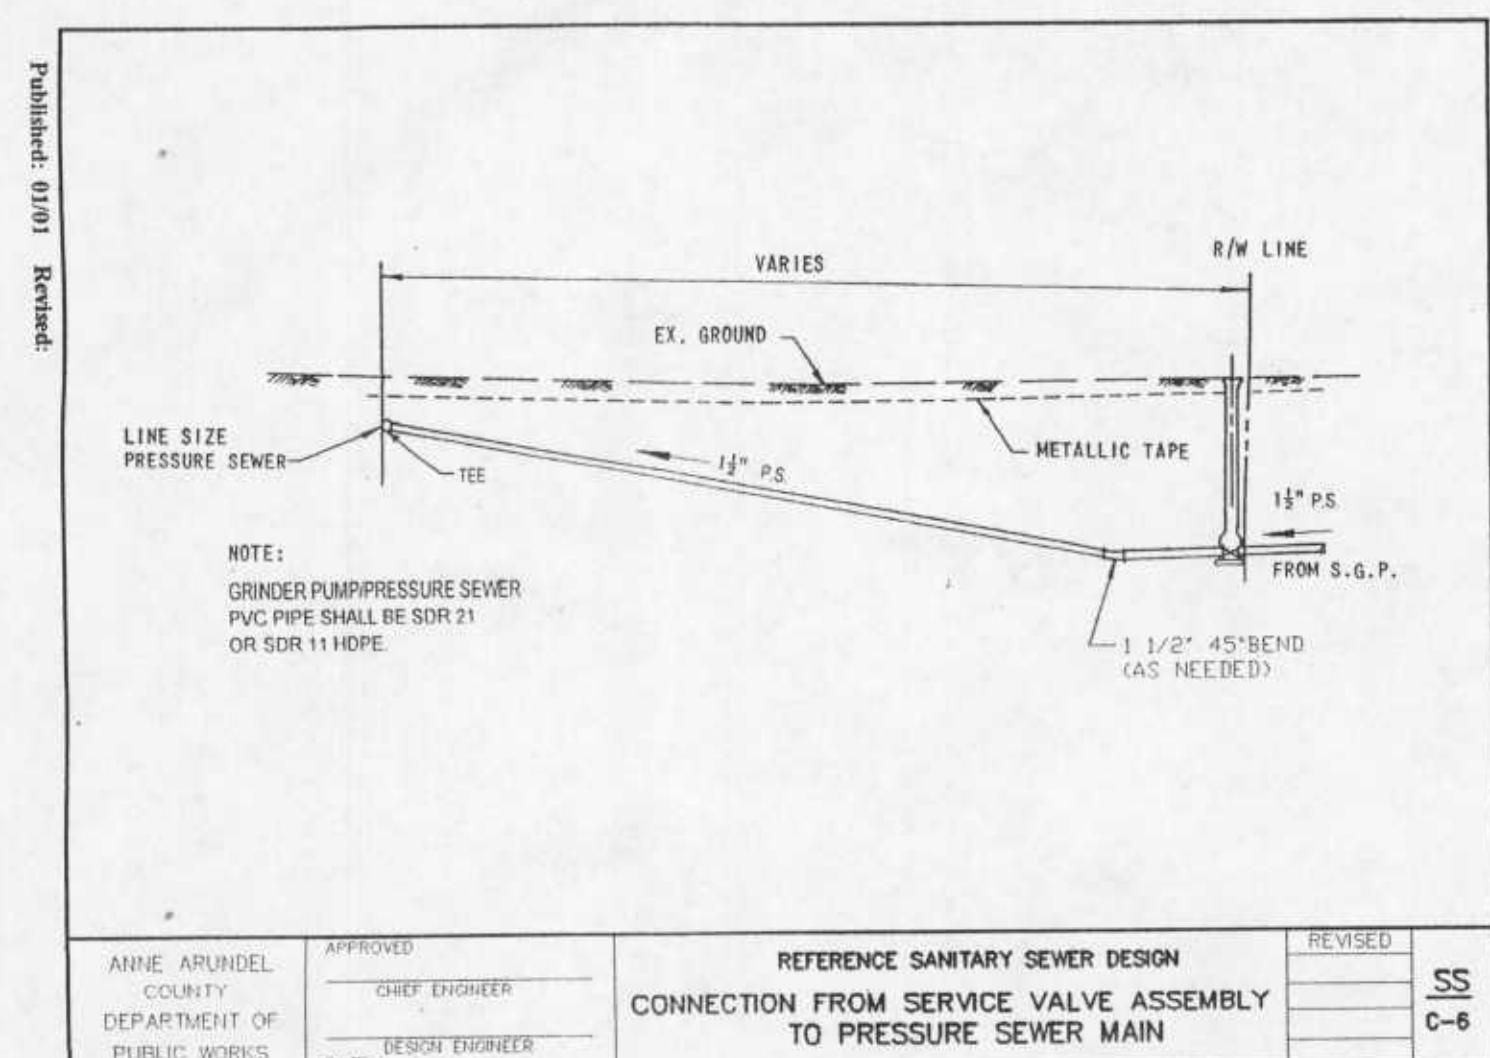 Published: 01/01 Revised:
R/W LINE
VARIES
EX. GROUND
LINE SIZE
PRESSURE SEWER
TEE
1½" P.S.
METALLIC TAPE
1½" P.S.
FROM S.G.P.
NOTE:
GRINDER PUMP/PRESSURE SEWER
PVC PIPE SHALL BE SDR 21
OR SDR 11 HDPE.
1 1/2" 45°BEND
(AS NEEDED)
ANNE ARUNDEL
COUNTY
DEPARTMENT OF
PUBLIC WORKS
APPROVED
CHIEF ENGINEER
DESIGN ENGINEER
REFERENCE SANITARY SEWER DESIGN
CONNECTION FROM SERVICE VALVE ASSEMBLY
TO PRESSURE SEWER MAIN
REVISED
SS
C-6